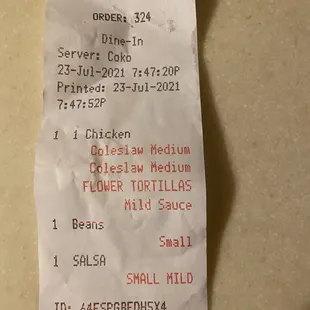 ORDER: 324
Dine-In
Server: Coko
23-Jul-2021 7:47:20P
Printed: 23-Jul-2021
7:47:52P
1 1 Chicken
Coleslaw Medium
Coleslaw Medium
FLOWER TORTILLAS
Mild Sauce
1 Beans
Small
1 SALSA
SMALL MILD
ID: